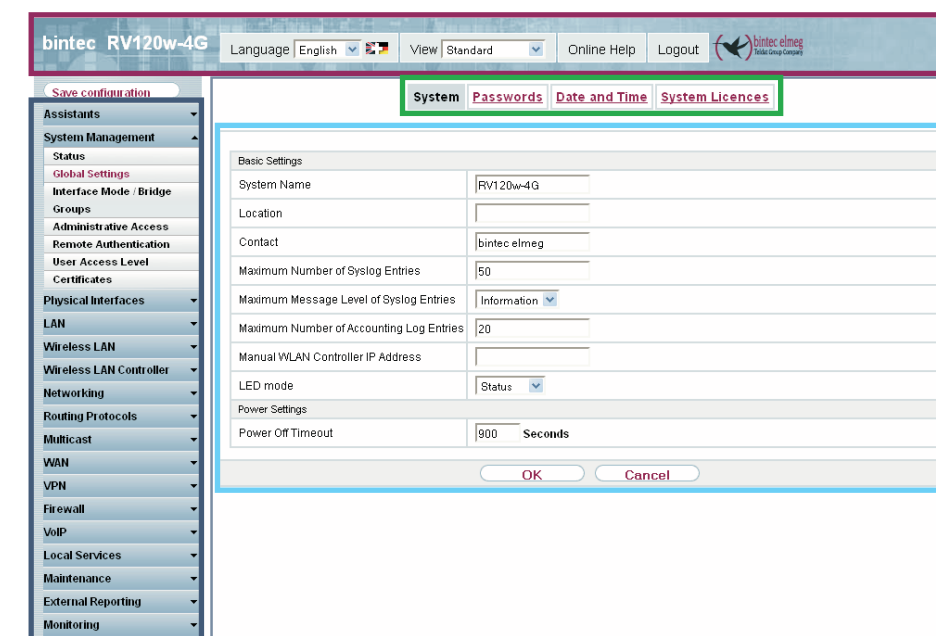 bintec RV120w-4G
Language English View Standard Online Help Logout bintec elmeg
Teldat Group Company
Save configuration
System Passwords Date and Time System Licences
Assistants
System Management
Status
Global Settings
Interface Mode / Bridge
Groups
Administrative Access
Remote Authentication
User Access Level
Certificates
Physical Interfaces
LAN
Wireless LAN
Wireless LAN Controller
Networking
Routing Protocols
Multicast
WAN
VPN
Firewall
VoIP
Local Services
Maintenance
External Reporting
Monitoring
Basic Settings
System Name RV120w-4G
Location
Contact bintec elmeg
Maximum Number of Syslog Entries 50
Maximum Message Level of Syslog Entries Information
Maximum Number of Accounting Log Entries 20
Manual WLAN Controller IP Address
LED mode Status
Power Settings
Power Off Timeout 900 Seconds
OK Cancel